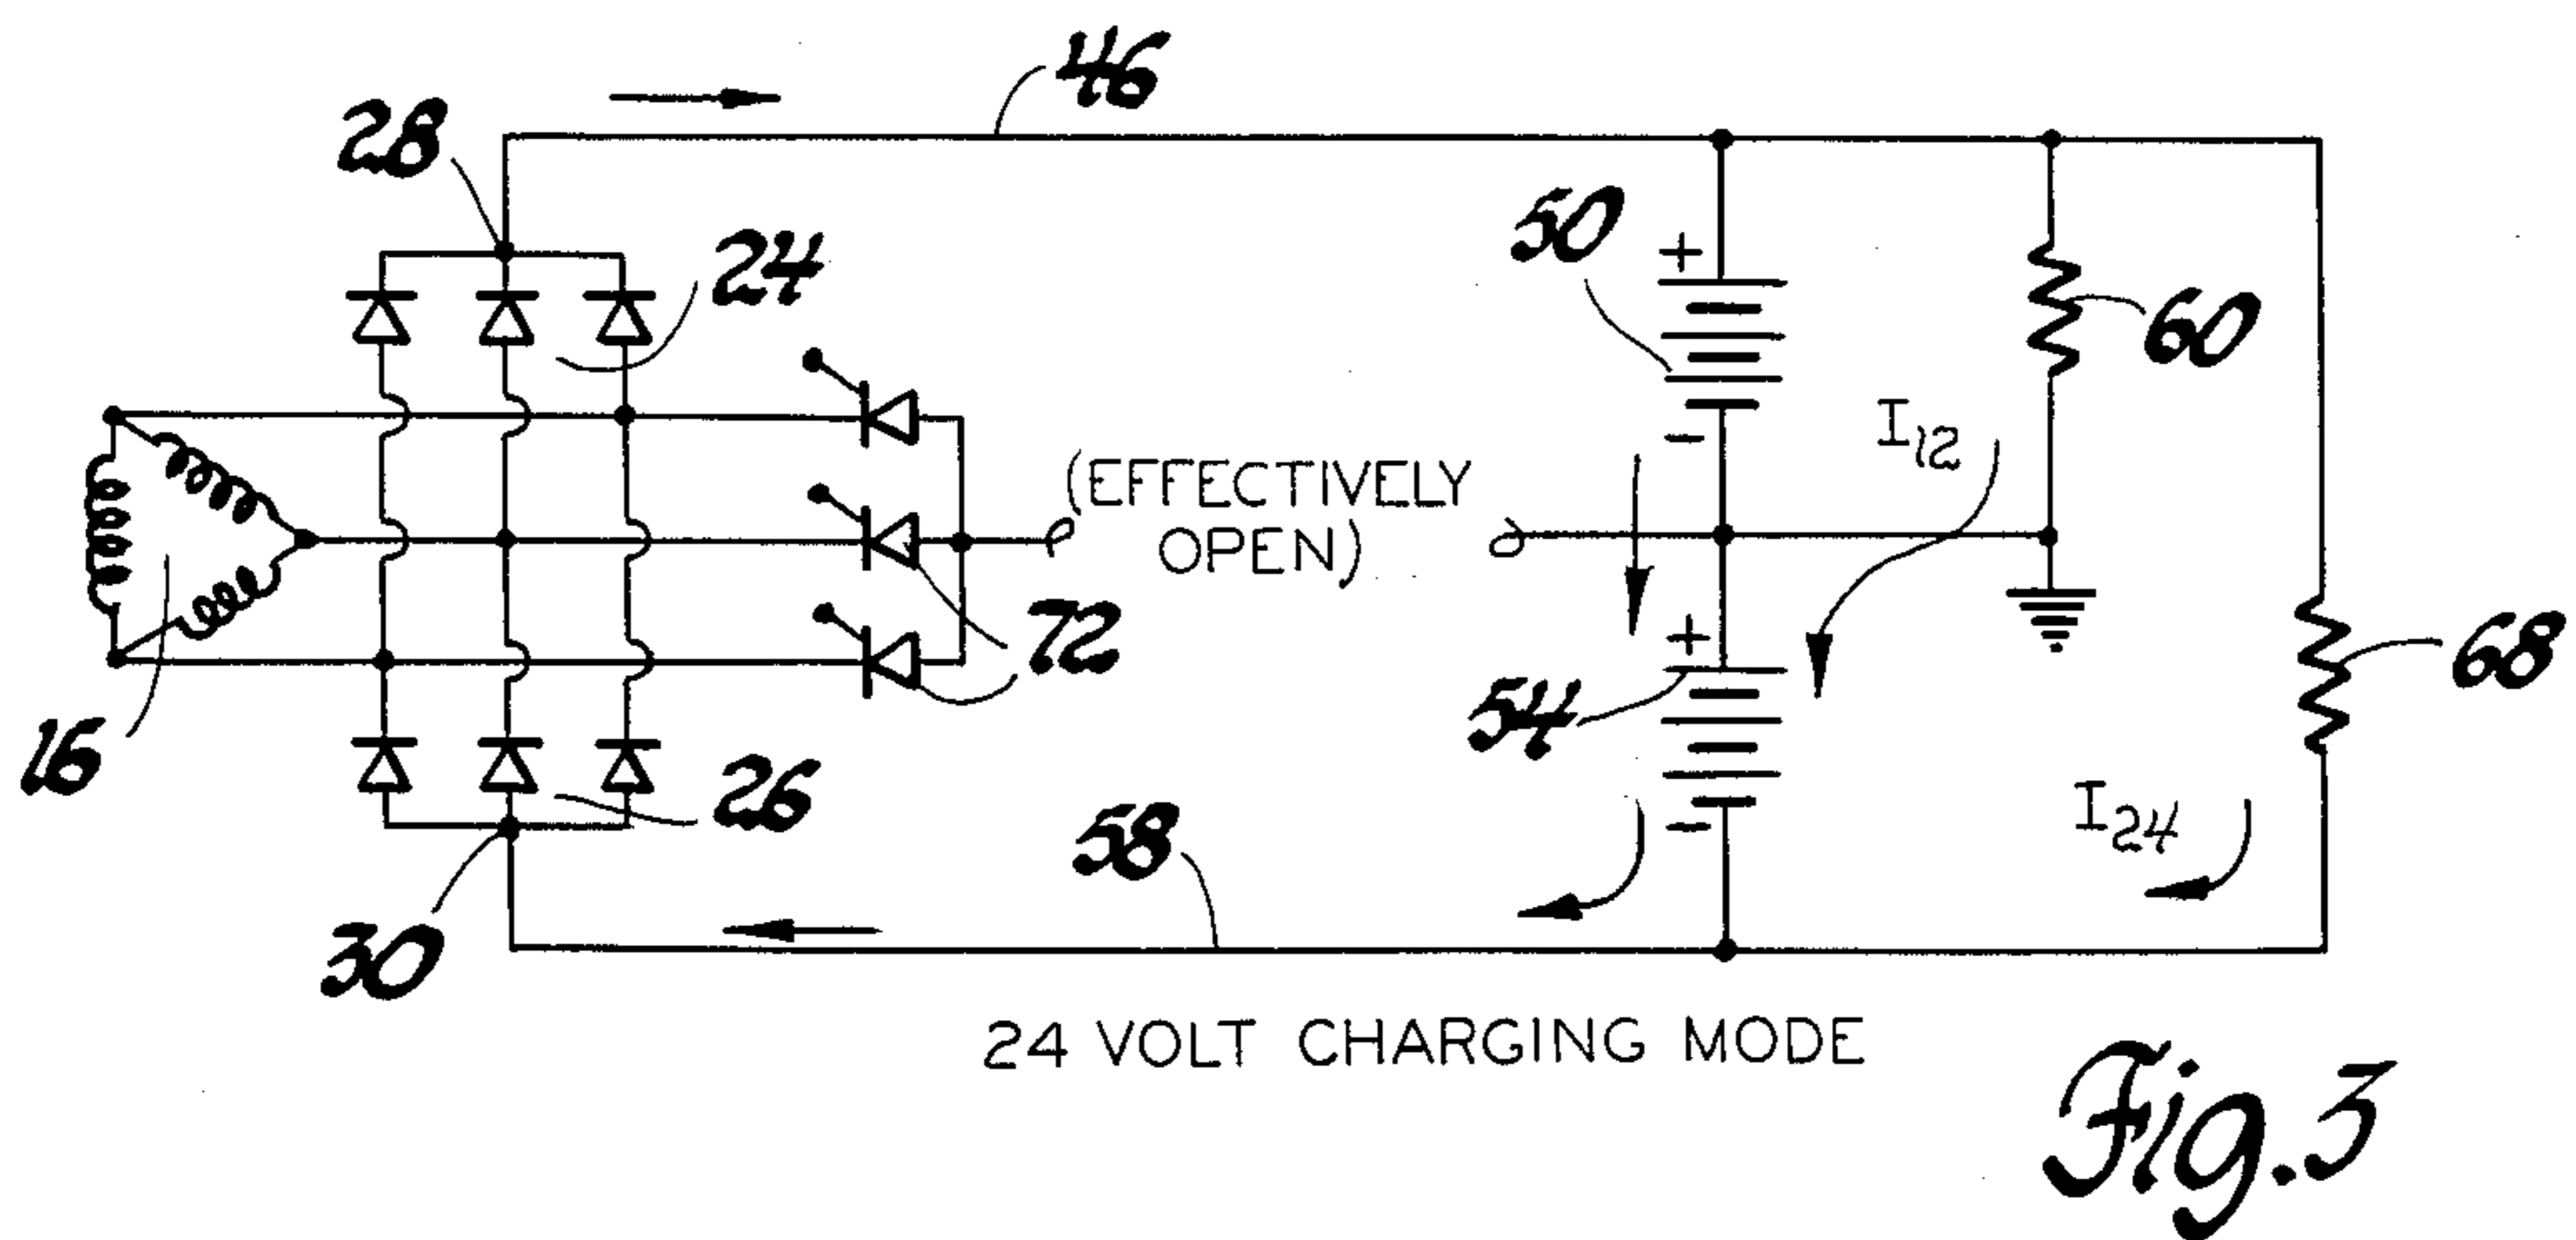 46
28
24
50
+
60
-
I12
(EFFECTIVELY
OPEN)
72
+
54
68
16
26
-
58
I24
30
24 VOLT CHARGING MODE
Fig.3